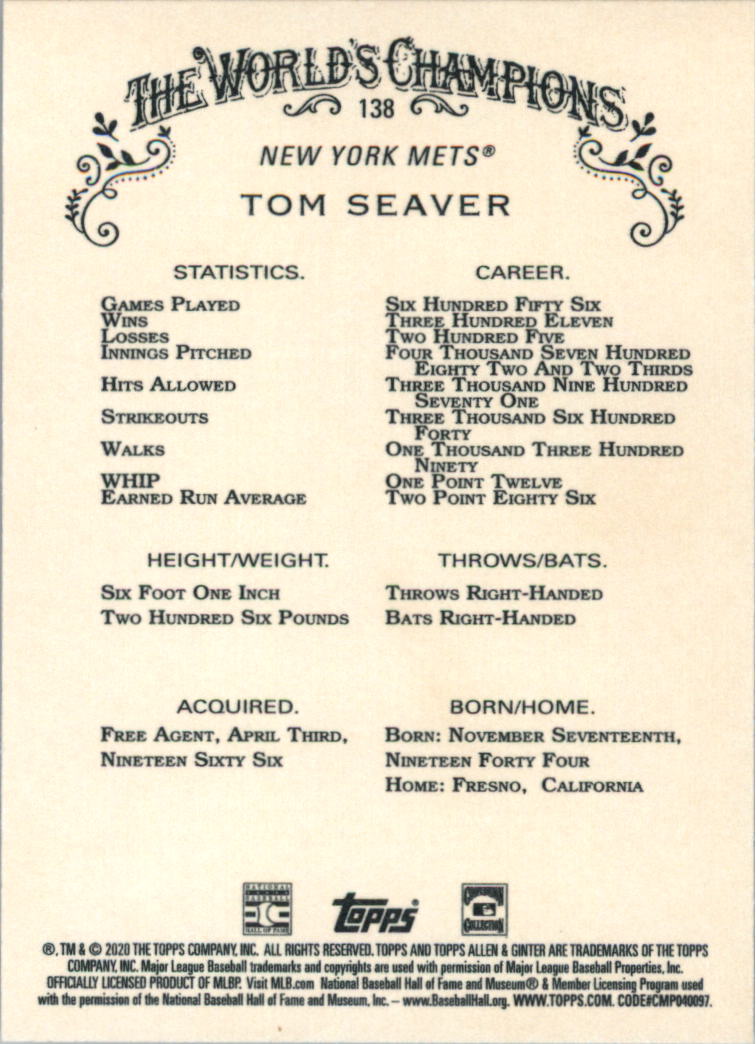 THE WORLD'S CHAMPIONS
138
NEW YORK METS®
TOM SEAVER
STATISTICS. CAREER.
GAMES PLAYED SIX HUNDRED FIFTY SIX
WINS THREE HUNDRED ELEVEN
LOSSES TWO HUNDRED FIVE
INNINGS PITCHED FOUR THOUSAND SEVEN HUNDRED
EIGHTY TWO AND TWO THIRDS
HITS ALLOWED THREE THOUSAND NINE HUNDRED
SEVENTY ONE
STRIKEOUTS THREE THOUSAND SIX HUNDRED
FORTY
WALKS ONE THOUSAND THREE HUNDRED
NINETY
WHIP ONE POINT TWELVE
EARNED RUN AVERAGE TWO POINT EIGHTY SIX
HEIGHT/WEIGHT. THROWS/BATS.
SIX FOOT ONE INCH THROWS RIGHT-HANDED
TWO HUNDRED SIX POUNDS BATS RIGHT-HANDED
ACQUIRED. BORN/HOME.
FREE AGENT, APRIL THIRD, BORN: NOVEMBER SEVENTEENTH,
NINETEEN SIXTY SIX NINETEEN FORTY FOUR
HOME: FRESNO, CALIFORNIA
NATIONAL BASEBALL HALL OF FAME topps® COOPERSTOWN COLLECTION
®, TM & © 2020 THE TOPPS COMPANY, INC. ALL RIGHTS RESERVED. TOPPS AND TOPPS ALLEN & GINTER ARE TRADEMARKS OF THE TOPPS
COMPANY, INC. Major League Baseball trademarks and copyrights are used with permission of Major League Baseball Properties, Inc.
OFFICIALLY LICENSED PRODUCT OF MLBP. Visit MLB.com National Baseball Hall of Fame and Museum® & Member Licensing Program used
with the permission of the National Baseball Hall of Fame and Museum, Inc. – www.BaseballHall.org. WWW.TOPPS.COM. CODE#CMP040097.